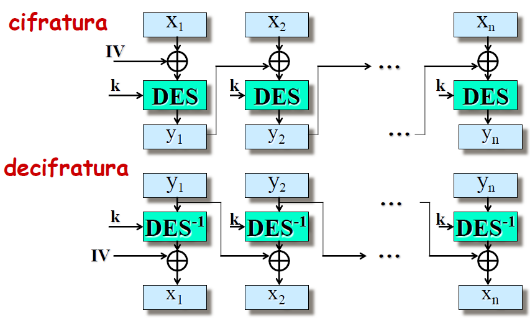 cifratura
x1 x2 xn
IV
...
k DES k DES k DES
y1 y2 ... yn
decifratura
y1 y2 ... yn
k DES-1 k DES-1 k DES-1
IV ...
x1 x2 xn